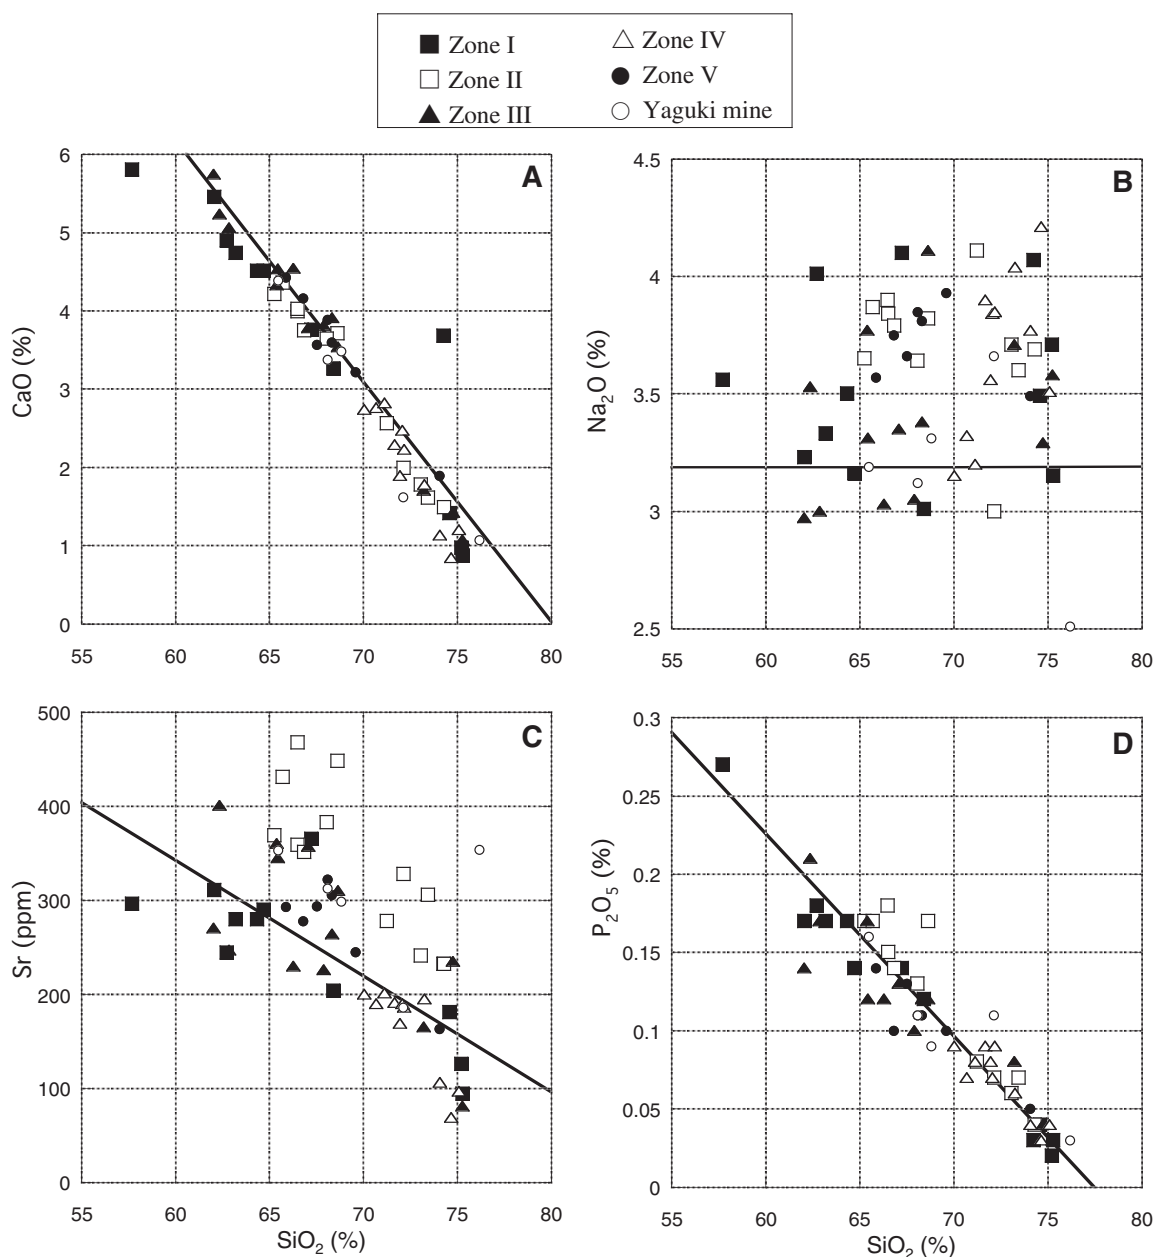 Zone I
Zone II
Zone III
Zone IV
Zone V
Yaguki mine
A
CaO (%)
6
5
4
3
2
1
0
55 60 65 70 75 80
B
Na₂O (%)
4.5
4
3.5
3
2.5
55 60 65 70 75 80
C
Sr (ppm)
500
400
300
200
100
0
55 60 65 70 75 80
SiO₂ (%)
D
P₂O₅ (%)
0.3
0.25
0.2
0.15
0.1
0.05
0
55 60 65 70 75 80
SiO₂ (%)